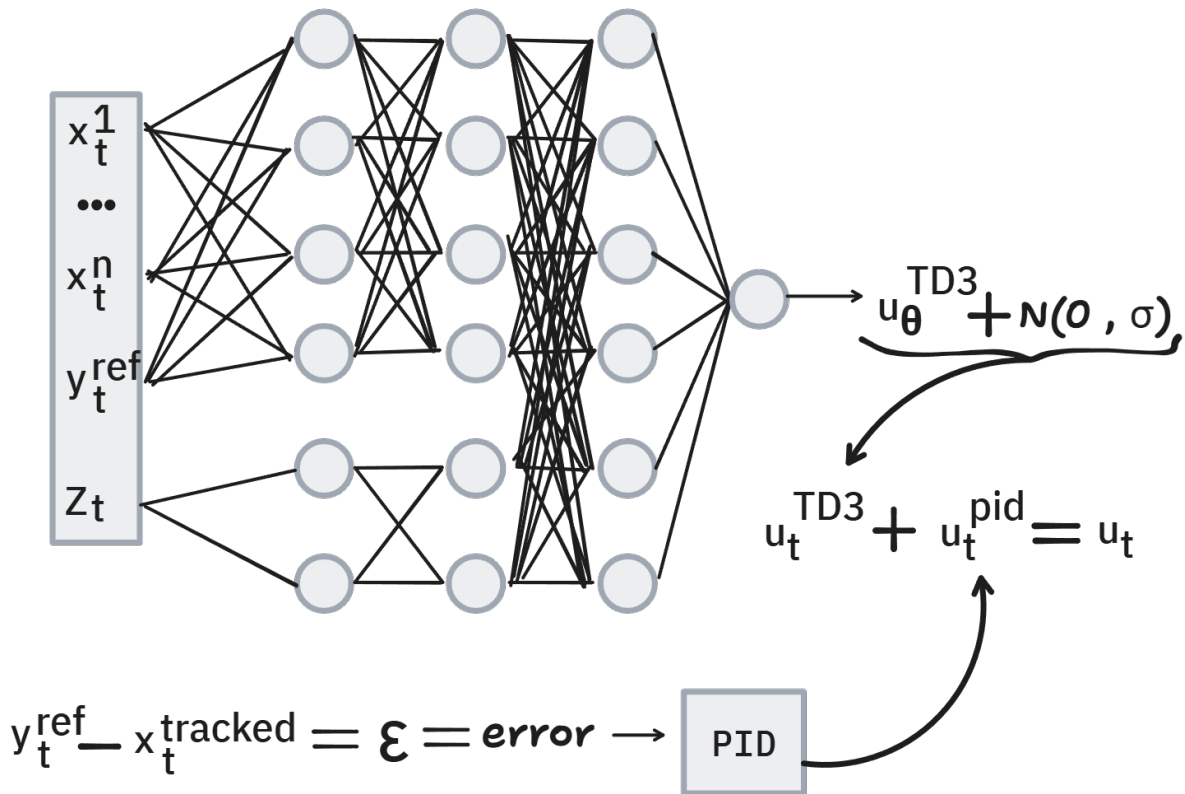 x_t^1
•••
x_t^n
y_t^ref
z_t
u_θ^TD3 + N(0 , σ)
u_t^TD3 + u_t^pid = u_t
y_t^ref − x_t^tracked = ε = error → PID